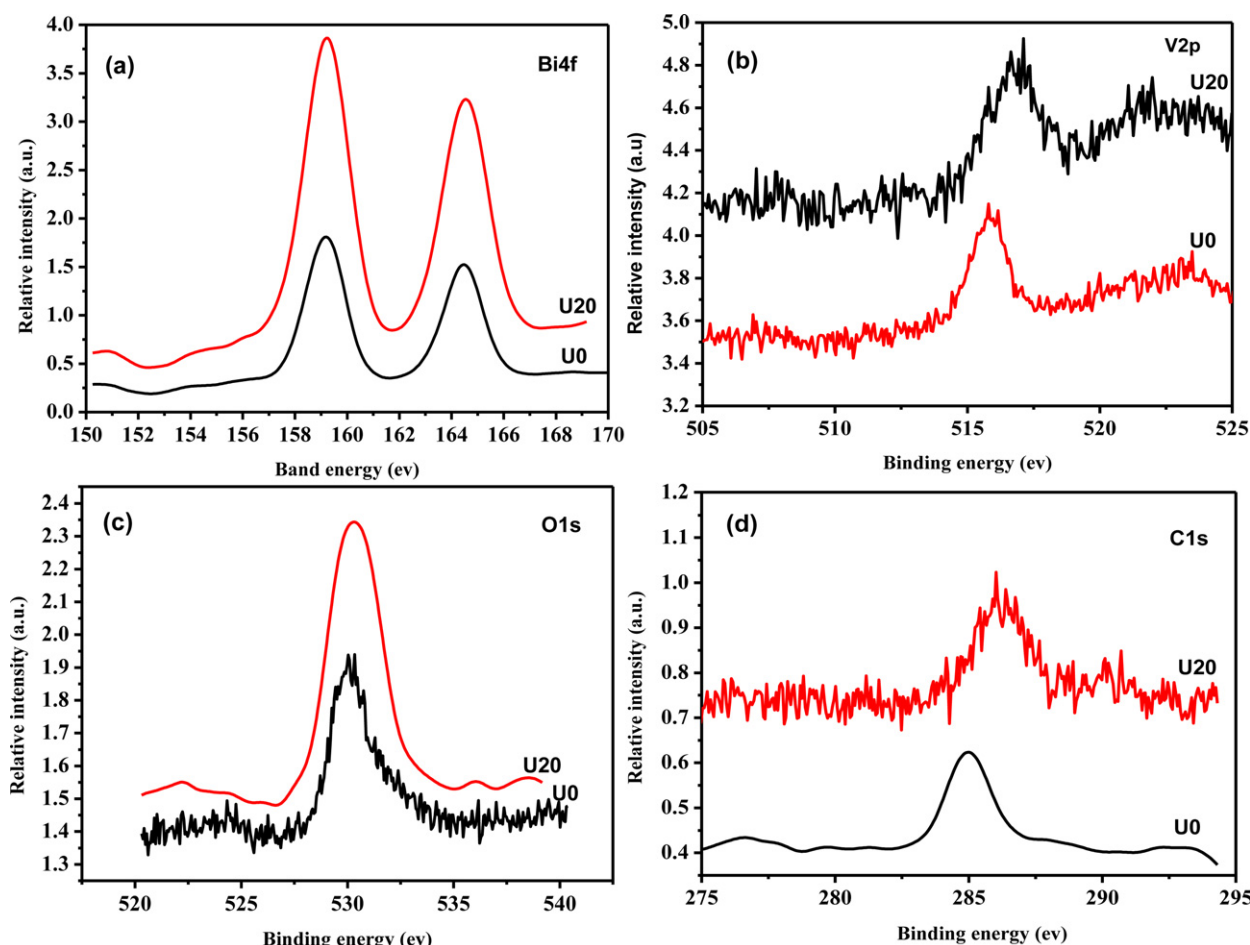 (a)
Bi4f
Relative intensity (a.u.)
4.0
3.5
3.0
2.5
2.0
1.5
1.0
0.5
0.0
U20
U0
150 152 154 156 158 160 162 164 166 168 170
Band energy (ev)
(b)
V2p
U20
Relative intensity (a.u)
5.0
4.6
4.2
4.0
3.8
3.6
3.4
3.2
U0
505 510 515 520 525
Binding energy (ev)
(c)
O1s
Relative intensity (a.u.)
2.4
2.3
2.2
2.1
2.0
1.9
1.8
1.7
1.6
1.5
1.4
1.3
U20
U0
520 525 530 535 540
Binding energy (ev)
(d)
C1s
Relative intensity (a.u.)
1.2
1.1
1.0
0.9
0.8
0.7
0.6
0.5
0.4
U20
U0
275 280 285 290 295
Binding energy (ev)